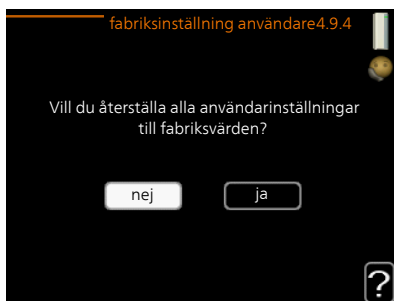 fabriksinställning användare4.9.4
Vill du återställa alla användarinställningar
till fabriksvärden?
nej ja
?